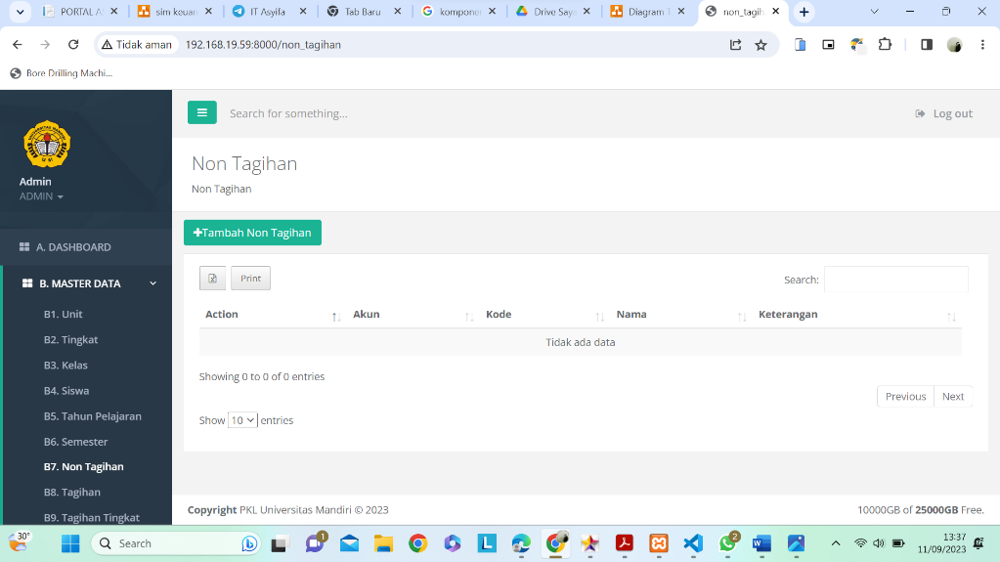 PORTAL A
sim keuan
IT Asyifa
Tab Baru
kompone
Drive Say
Diagram T
non_tagih
Tidak aman
192.168.19.59:8000/non_tagihan
Bore Drilling Machi...
Search for something...
Log out
Admin
ADMIN
Non Tagihan
Non Tagihan
Tambah Non Tagihan
A. DASHBOARD
B. MASTER DATA
B1. Unit
B2. Tingkat
B3. Kelas
B4. Siswa
B5. Tahun Pelajaran
B6. Semester
B7. Non Tagihan
B8. Tagihan
B9. Tagihan Tingkat
Print
Search:
Action Akun Kode Nama Keterangan
Tidak ada data
Showing 0 to 0 of 0 entries
Previous Next
Show 10 entries
Copyright PKL Universitas Mandiri © 2023
10000GB of 25000GB Free.
30°
Search
1
2
13:37
11/09/2023